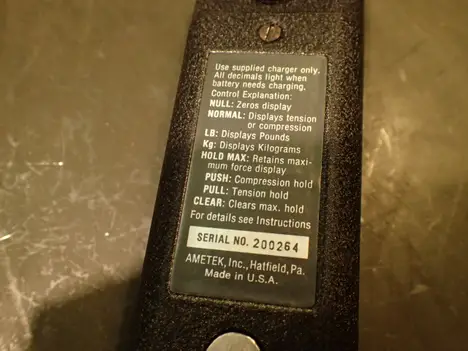 Use supplied charger only.
All decimals light when
battery needs charging.
Control Explanation:
NULL: Zeros display
NORMAL: Displays tension
or compression
LB: Displays Pounds
Kg: Displays Kilograms
HOLD MAX: Retains maxi-
mum force display
PUSH: Compression hold
PULL: Tension hold
CLEAR: Clears max. hold
For details see Instructions
SERIAL NO. 200264
AMETEK, Inc., Hatfield, Pa.
Made in U.S.A.